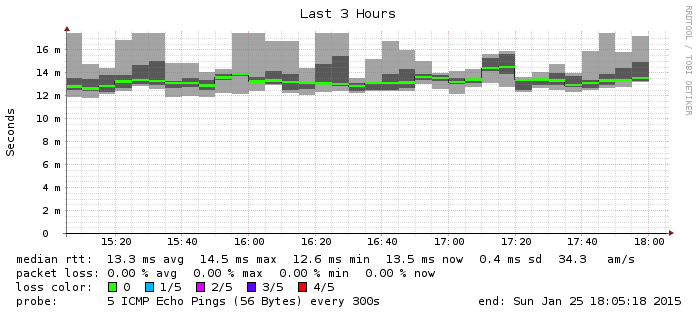 Last 3 Hours
RRDTOOL / TOBI OETIKER
Seconds
16 m
14 m
12 m
10 m
8 m
6 m
4 m
2 m
0
15:20 15:40 16:00 16:20 16:40 17:00 17:20 17:40 18:00
median rtt: 13.3 ms avg 14.5 ms max 12.6 ms min 13.5 ms now 0.4 ms sd 34.3 am/s
packet loss: 0.00 % avg 0.00 % max 0.00 % min 0.00 % now
loss color: 0 1/5 2/5 3/5 4/5
probe: 5 ICMP Echo Pings (56 Bytes) every 300s end: Sun Jan 25 18:05:18 2015